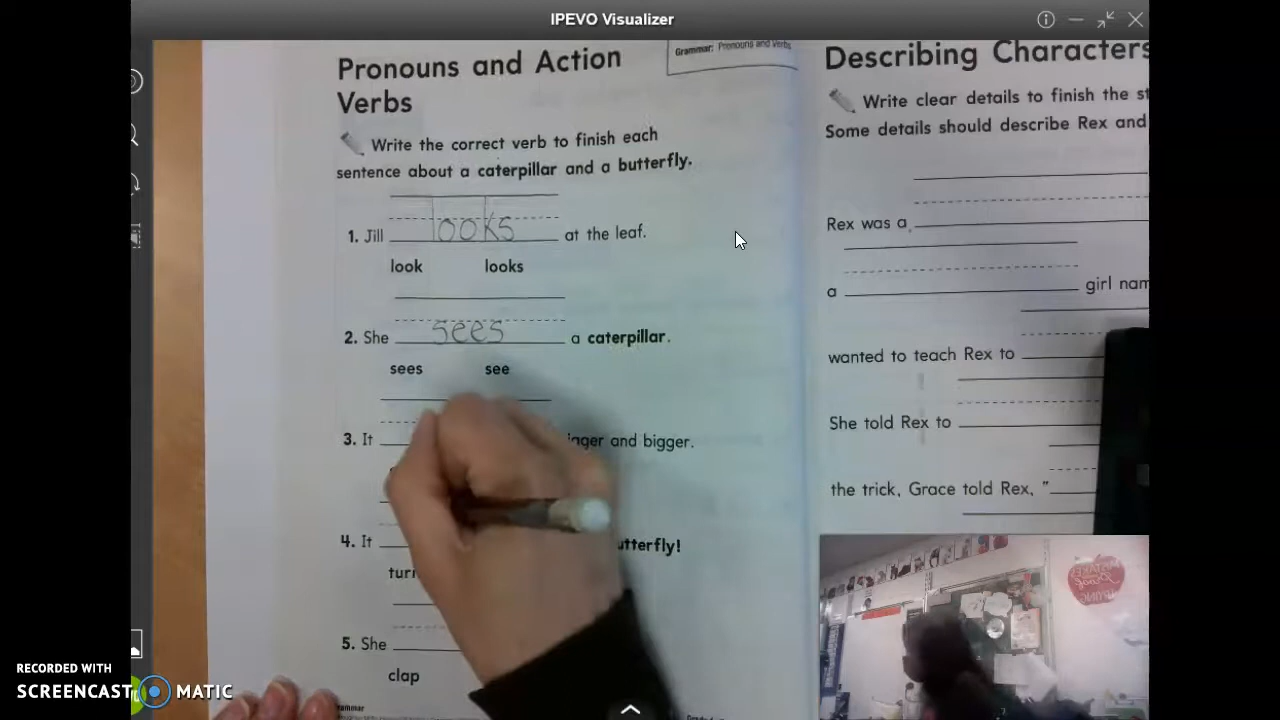 IPEVO Visualizer
Pronouns and Action
Verbs
Grammar: Pronouns and Verbs
Write the correct verb to finish each
sentence about a caterpillar and a butterfly.
1. Jill looks at the leaf.
look looks
2. She sees a caterpillar.
sees see
3. It and bigger.
4. It
5. She
clap
Describing Characters
Write clear details to finish the
Some details should describe Rex and
Rex was a
a girl
wanted to teach Rex to
She told Rex to
the trick, Grace told Rex, "
RECORDED WITH
SCREENCAST MATIC